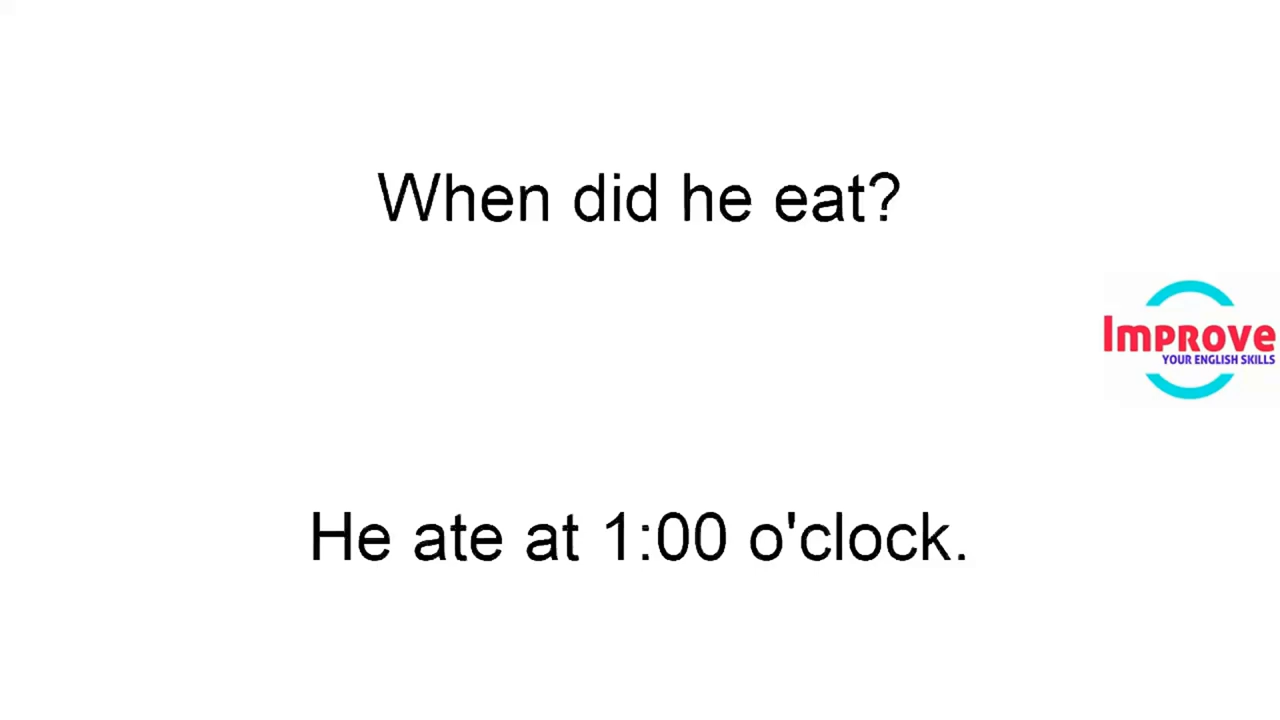 When did he eat?
Improve
YOUR ENGLISH SKILLS
He ate at 1:00 o'clock.